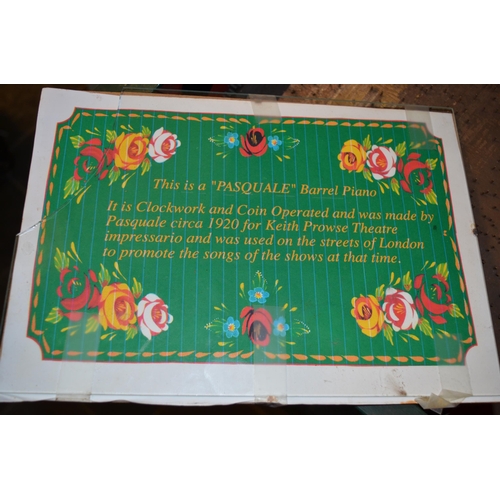 This is a "PASQUALE" Barrel Piano
It is Clockwork and Coin Operated and was made by
Pasquale circa 1920 for Keith Prowse Theatre
impressario and was used on the streets of London
to promote the songs of the shows at that time.